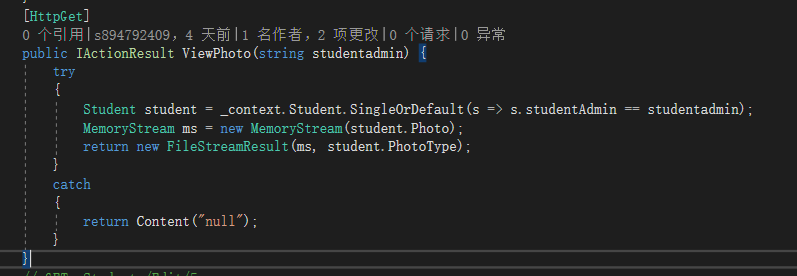 [HttpGet]
0 个引用|s894792409，4 天前|1 名作者，2 项更改|0 个请求|0 异常
public IActionResult ViewPhoto(string studentadmin) {
try
{
Student student = _context.Student.SingleOrDefault(s => s.studentAdmin == studentadmin);
MemoryStream ms = new MemoryStream(student.Photo);
return new FileStreamResult(ms, student.PhotoType);
}
catch
{
return Content("null");
}
}